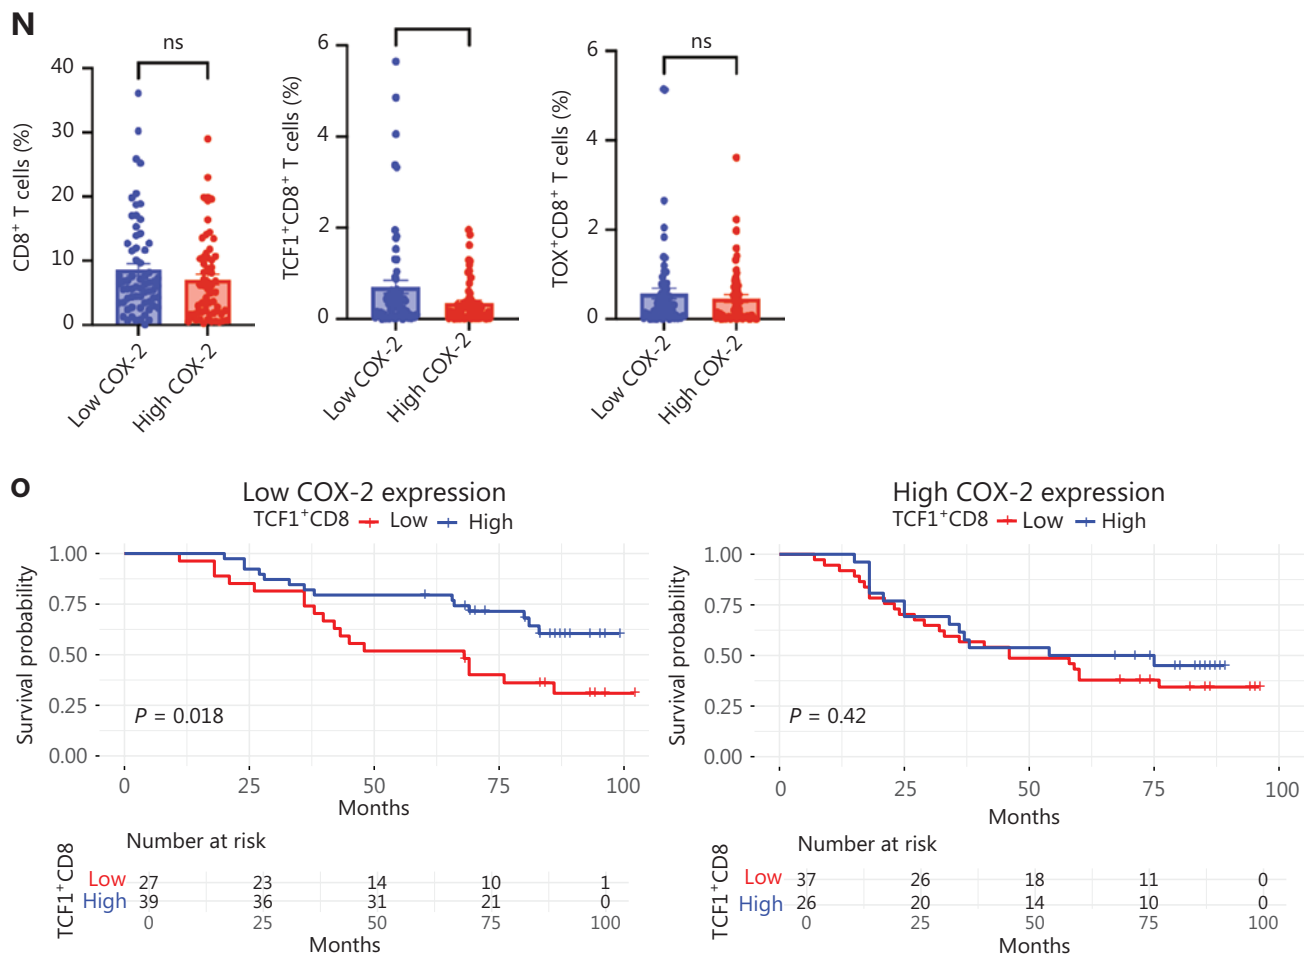 N
ns
ns
CD8⁺ T cells (%)
40
30
20
10
0
Low COX-2
High COX-2
TCF1⁺CD8⁺ T cells (%)
6
4
2
0
Low COX-2
High COX-2
TOX⁺CD8⁺ T cells (%)
6
4
2
0
Low COX-2
High COX-2
O
Low COX-2 expression
TCF1⁺CD8 Low High
Survival probability
1.00
0.75
0.50
0.25
0.00
P = 0.018
0 25 50 75 100
Months
Number at risk
TCF1⁺CD8
Low 27 23 14 10 1
High 39 36 31 21 0
0 25 50 75 100
Months
High COX-2 expression
TCF1⁺CD8 Low High
Survival probability
1.00
0.75
0.50
0.25
0.00
P = 0.42
0 25 50 75 100
Months
Number at risk
TCF1⁺CD8
Low 37 26 18 11 0
High 26 20 14 10 0
0 25 50 75 100
Months